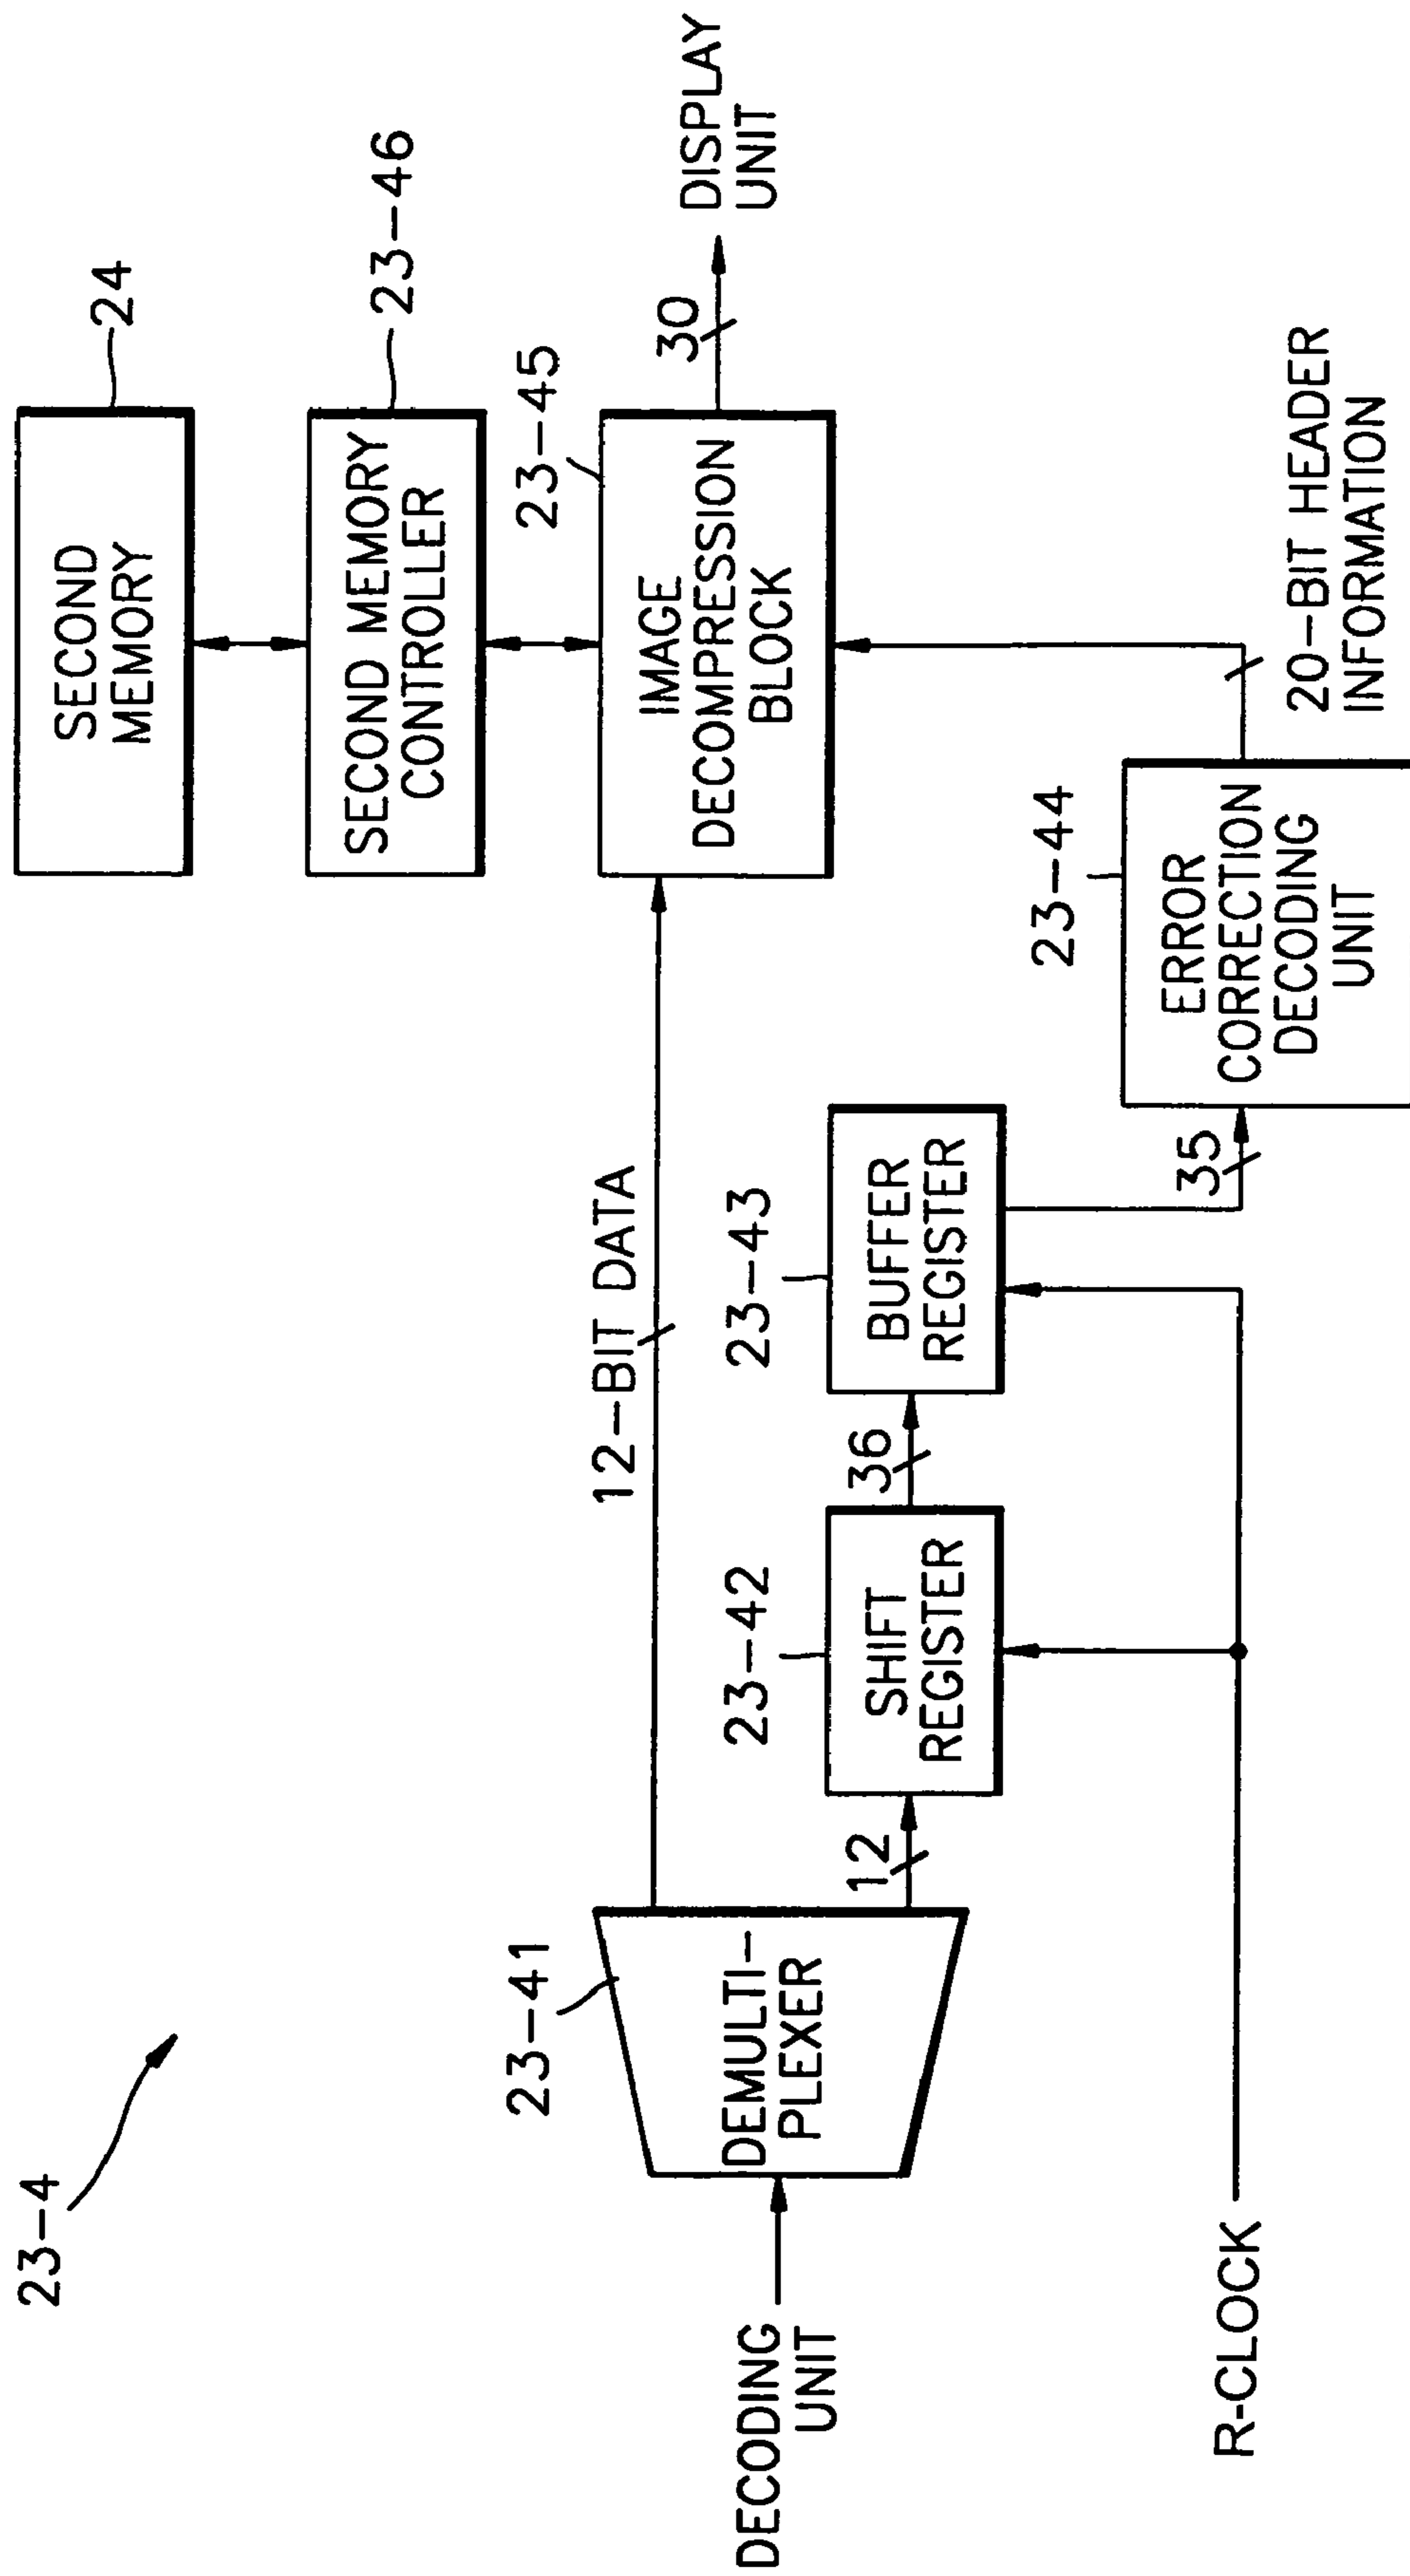 23-4
SECOND
MEMORY
24
SECOND MEMORY
CONTROLLER
23-46
23-41
12-BIT DATA
23-45
IMAGE
DECOMPRESSION
BLOCK
30
DISPLAY
UNIT
DECODING
UNIT
DEMULTI-
PLEXER
12
23-42
SHIFT
REGISTER
36
23-43
BUFFER
REGISTER
35
23-44
ERROR
CORRECTION
DECODING
UNIT
20-BIT HEADER
INFORMATION
R-CLOCK